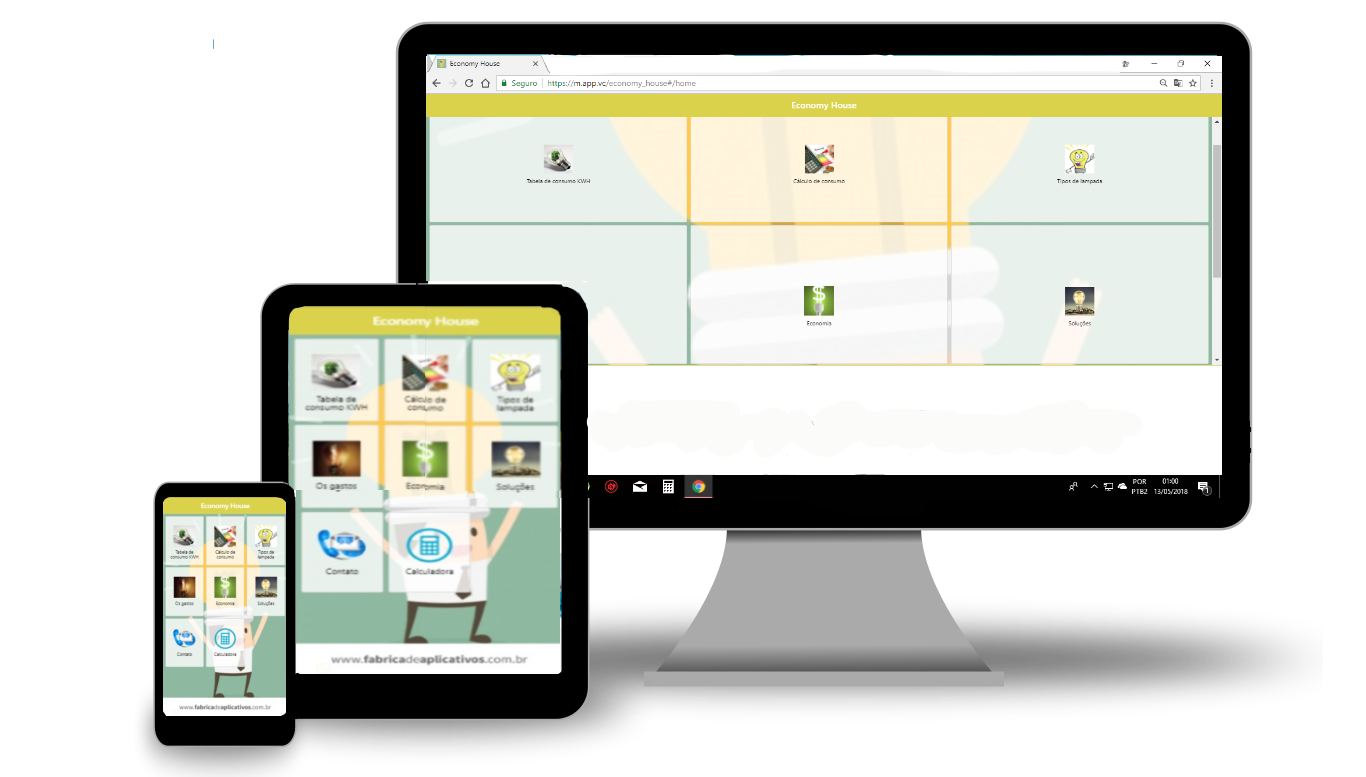 Economy House
Seguro https://m.app.vc/economy_house#/home
Economy House
Tabela de consumo KWH
Cálculo de consumo
Tipos de lampada
Economia
Soluções
POR
PTB2
01:00
13/05/2018
1
Economy House
Tabela de
consumo KWH
Cálculo de
consumo
Tipos de
lampada
Os gastos
Economia
Soluções
Contato
Calculadora
www.fabricadeaplicativos.com.br
Economy House
Tabela de
consumo KWH
Cálculo de
consumo
Tipos de
lampada
Os gastos
Economia
Soluções
Contato
Calculadora
www.fabricadeaplicativos.com.br